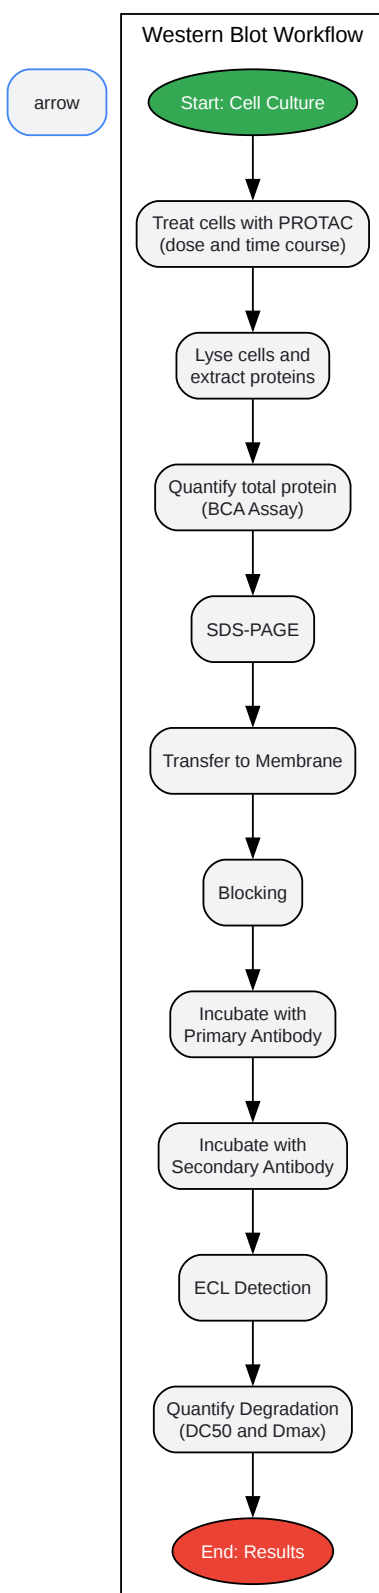 Western Blot Workflow
arrow
Start: Cell Culture
Treat cells with PROTAC
(dose and time course)
Lyse cells and
extract proteins
Quantify total protein
(BCA Assay)
SDS-PAGE
Transfer to Membrane
Blocking
Incubate with
Primary Antibody
Incubate with
Secondary Antibody
ECL Detection
Quantify Degradation
(DC50 and Dmax)
End: Results